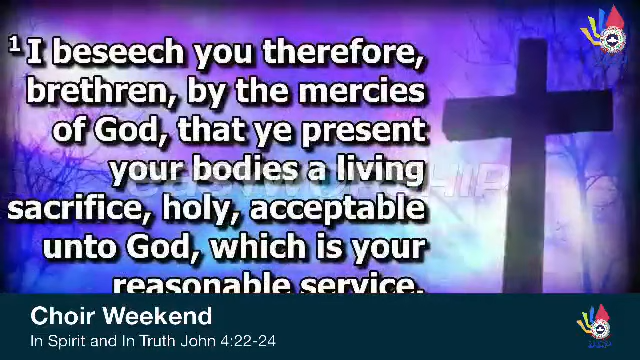 1 I beseech you therefore,
brethren, by the mercies
of God, that ye present
your bodies a living
sacrifice, holy, acceptable
unto God, which is your
reasonable service.
Choir Weekend
In Spirit and In Truth John 4:22-24